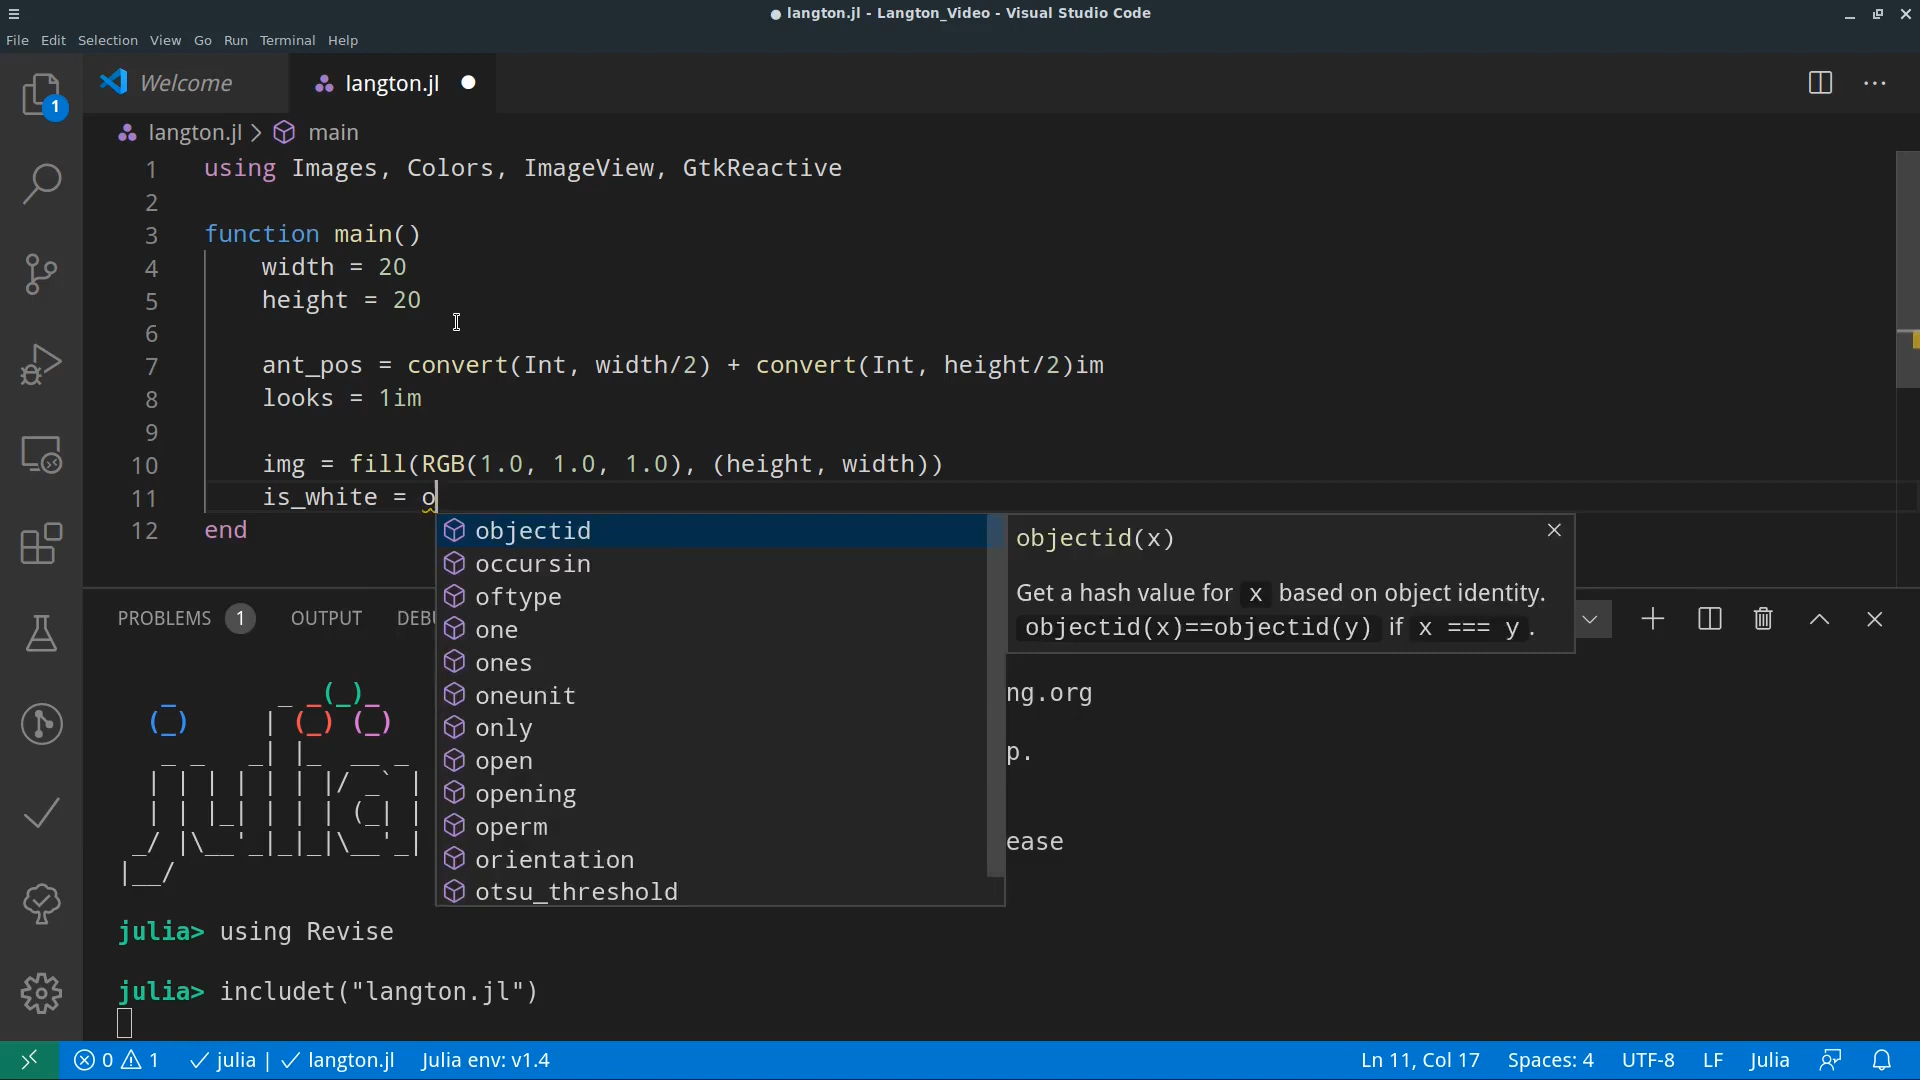 ● langton.jl - Langton_Video - Visual Studio Code
File Edit Selection View Go Run Terminal Help
1
Welcome
langton.jl ●
langton.jl > main
1 using Images, Colors, ImageView, GtkReactive
2
3 function main()
4 width = 20
5 height = 20
6
7 ant_pos = convert(Int, width/2) + convert(Int, height/2)im
8 looks = 1im
9
10 img = fill(RGB(1.0, 1.0, 1.0), (height, width))
11 is_white = o
12 end
objectid
occursin
oftype
one
ones
oneunit
only
open
opening
operm
orientation
otsu_threshold
objectid(x)
Get a hash value for x based on object identity.
objectid(x)==objectid(y) if x === y.
PROBLEMS 1 OUTPUT DEBU
ng.org
p.
ease
julia> using Revise
julia> includet("langton.jl")
0 1 julia | langton.jl Julia env: v1.4 Ln 11, Col 17 Spaces: 4 UTF-8 LF Julia